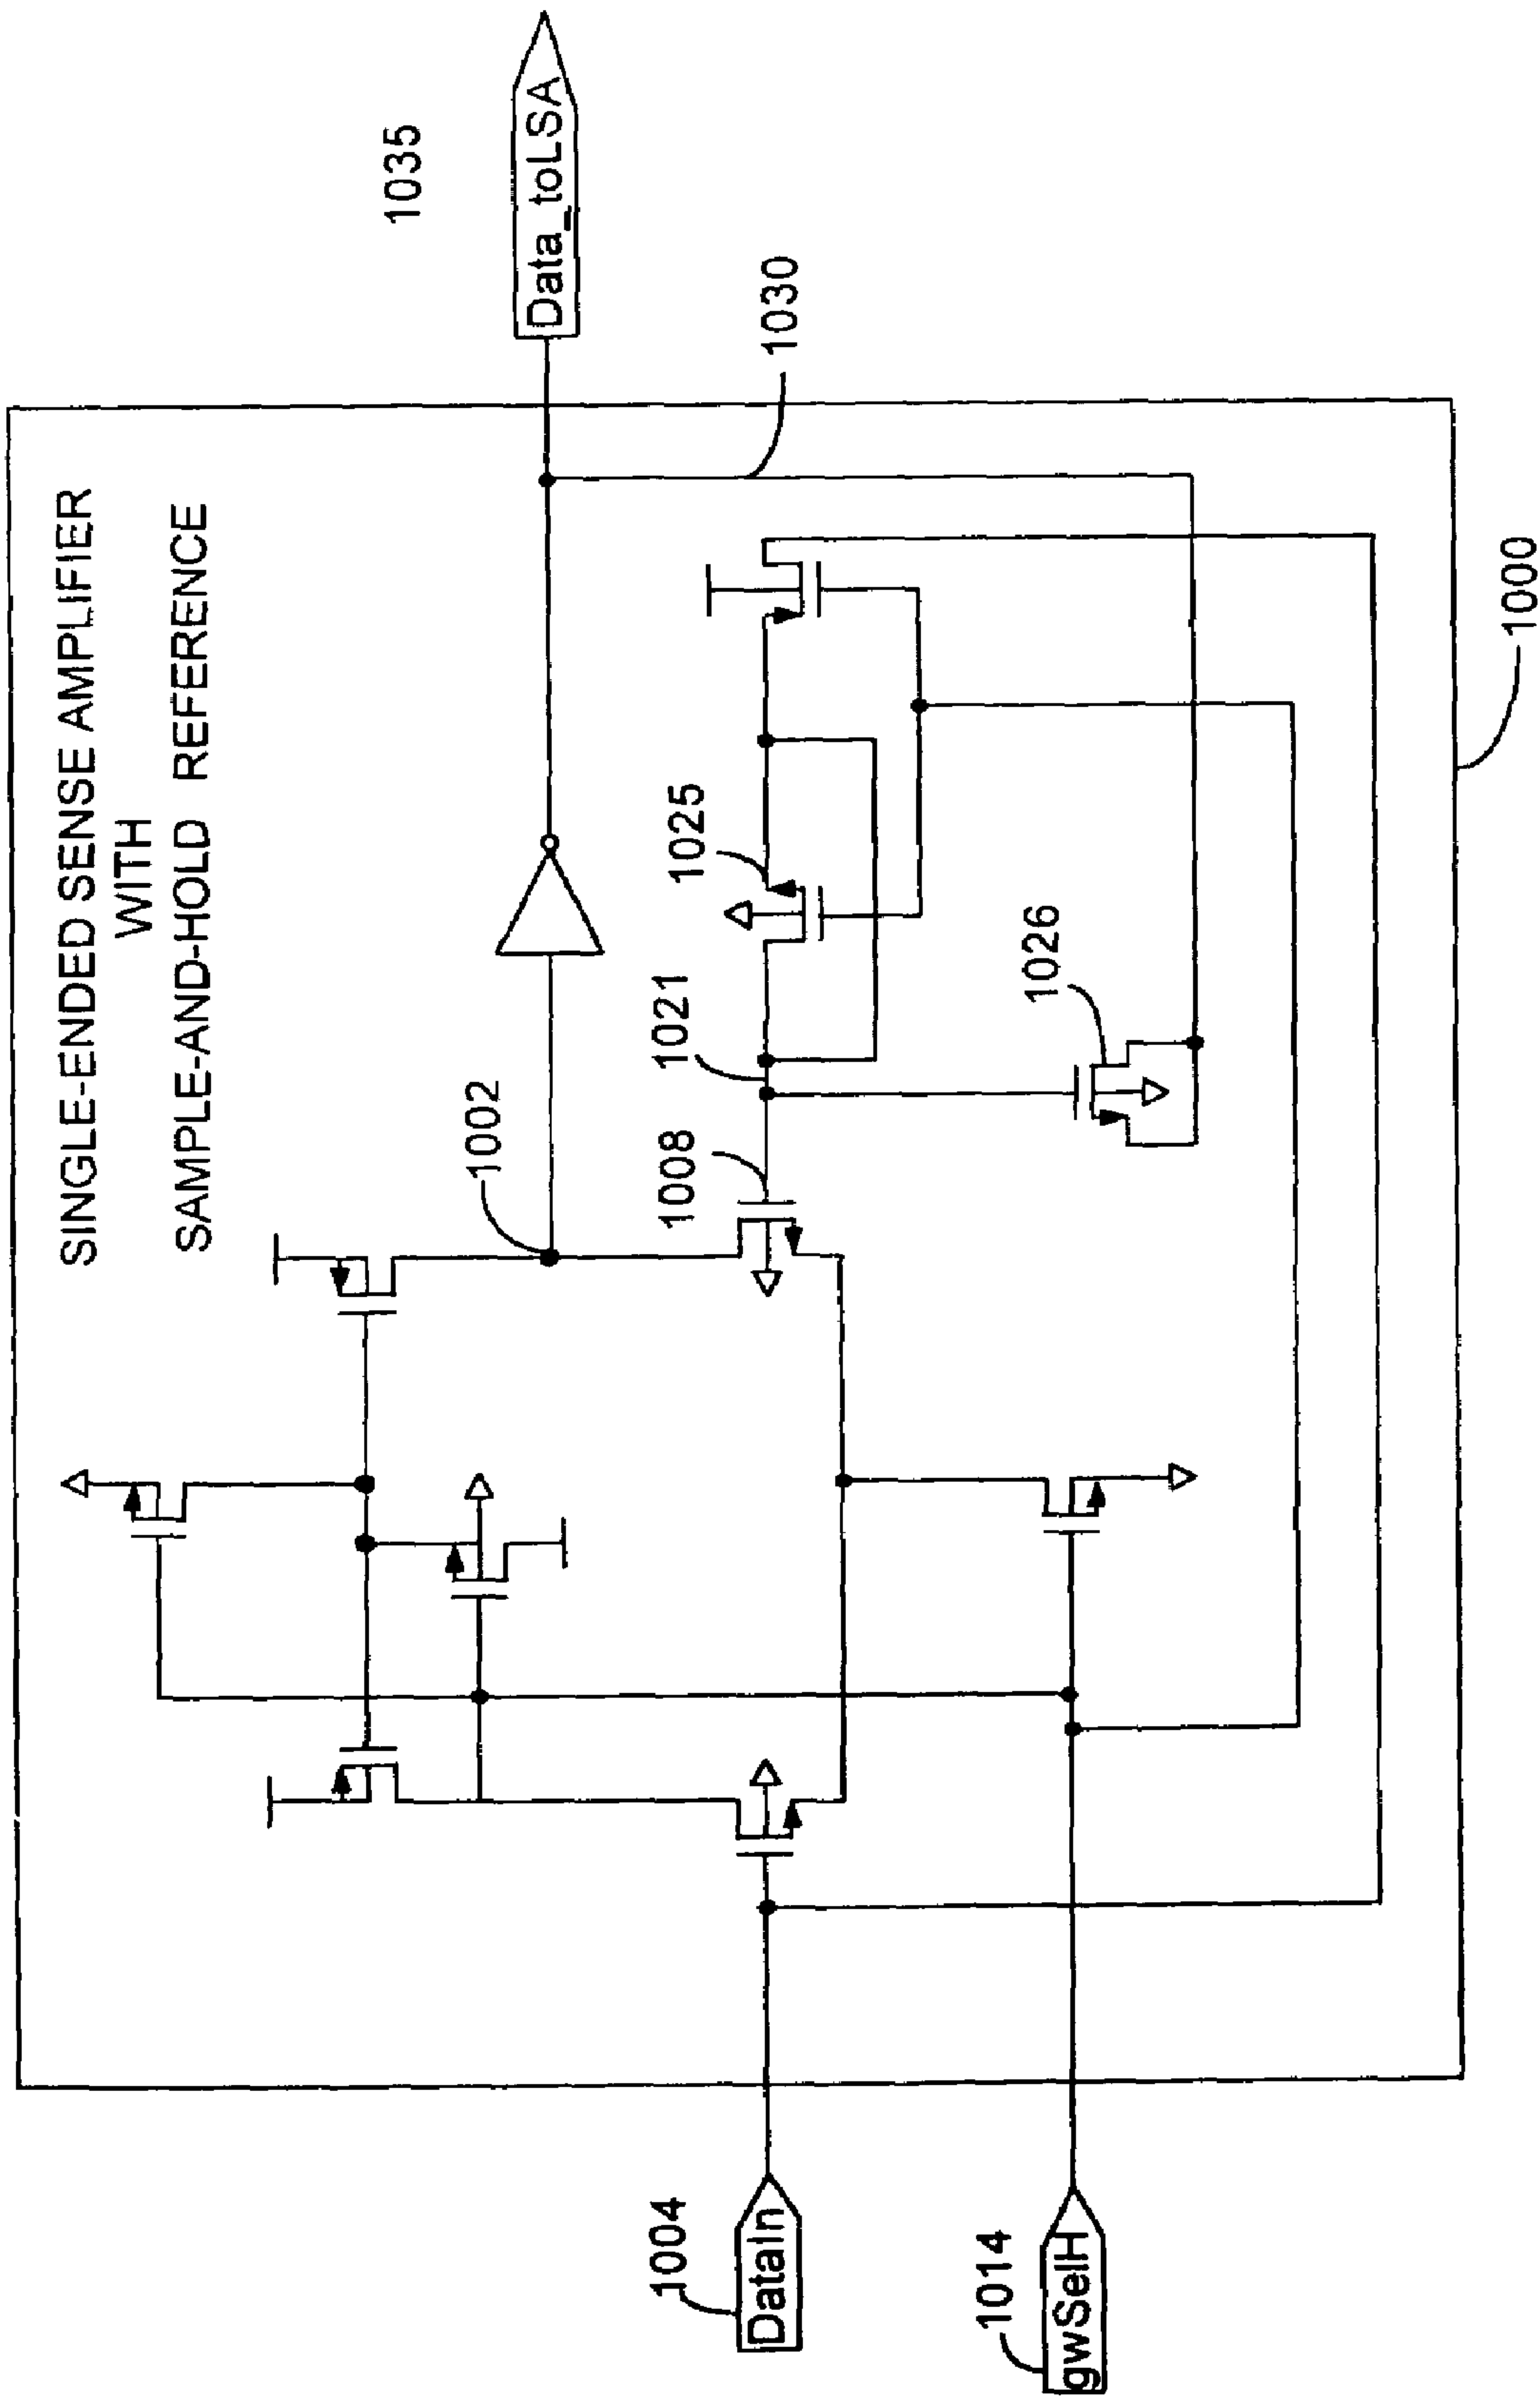 SINGLE-ENDED SENSE AMPLIFIER
WITH
SAMPLE-AND-HOLD REFERENCE
1035
Data_toLSA
1030
1002
1025
1021
1008
1026
1004
DataIn
1014
gwSelH
1000